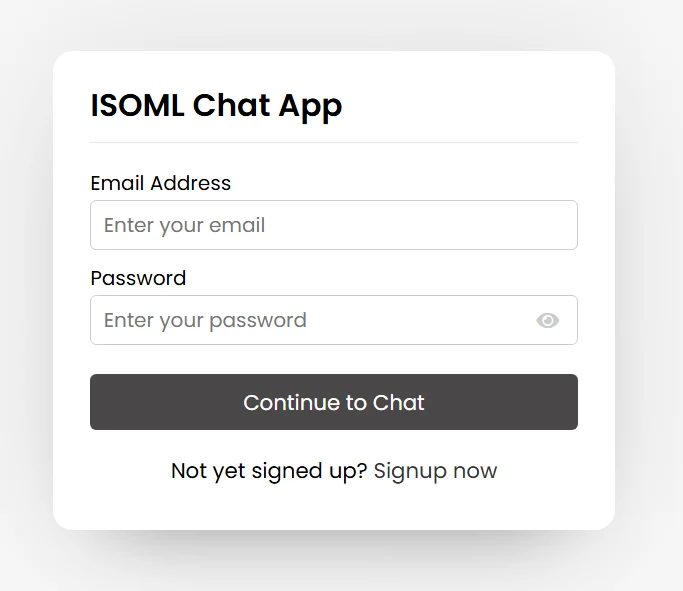 ISOML Chat App
Email Address
Enter your email
Password
Enter your password
Continue to Chat
Not yet signed up? Signup now